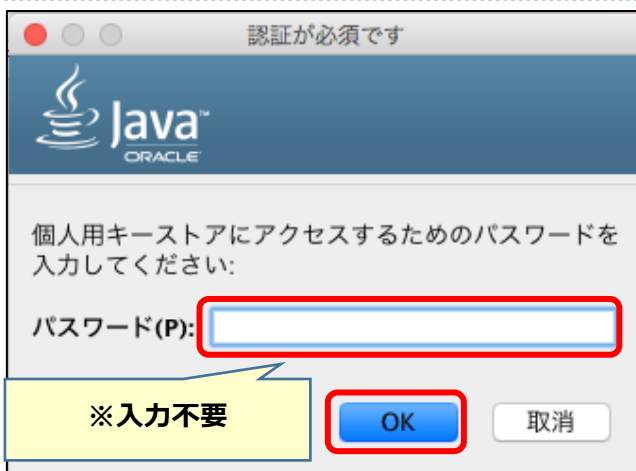 認証が必須です
Java™
ORACLE
個人用キーストアにアクセスするためのパスワードを
入力してください:
パスワード(P):
※入力不要
OK
取消